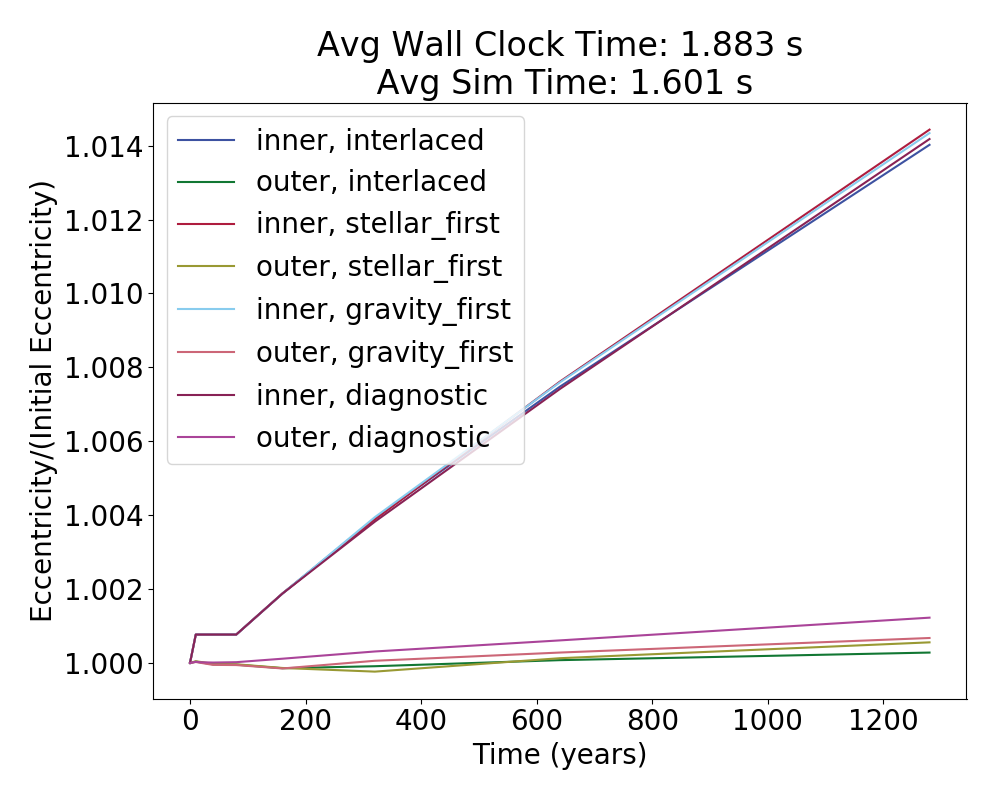 Avg Wall Clock Time: 1.883 s
Avg Sim Time: 1.601 s
Eccentricity/(Initial Eccentricity)
1.014
1.012
1.010
1.008
1.006
1.004
1.002
1.000
inner, interlaced
outer, interlaced
inner, stellar_first
outer, stellar_first
inner, gravity_first
outer, gravity_first
inner, diagnostic
outer, diagnostic
0 200 400 600 800 1000 1200
Time (years)